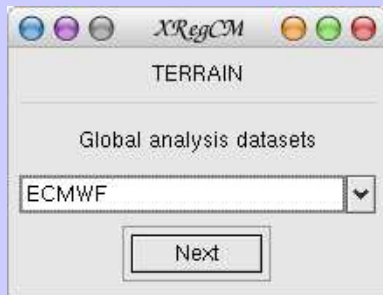 XRegCM
TERRAIN
Global analysis datasets
ECMWF
Next